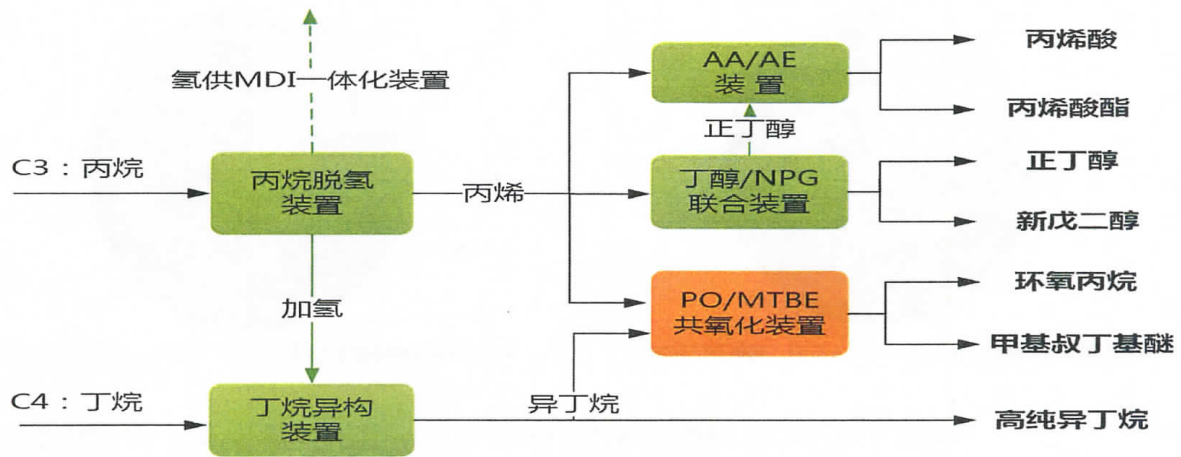 丙烯酸
AA/AE
装 置
氢供MDI一体化装置
丙烯酸酯
正丁醇
C3：丙烷
丙烷脱氢
装置
丙烯
丁醇/NPG
联合装置
正丁醇
新戊二醇
环氧丙烷
加氢
PO/MTBE
共氧化装置
甲基叔丁基醚
C4：丁烷
丁烷异构
装置
异丁烷
高纯异丁烷